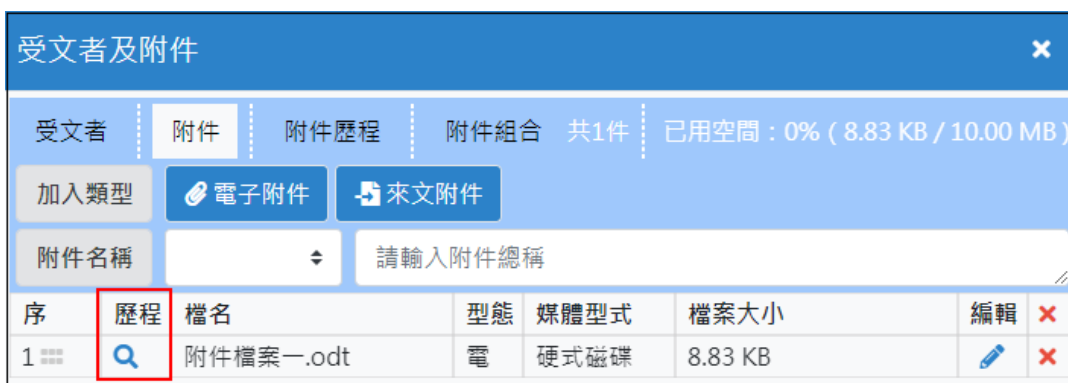 受文者及附件
受文者 附件 附件歷程 附件組合 共1件 已用空間：0% ( 8.83 KB / 10.00 MB )
加入類型 電子附件 來文附件
附件名稱 請輸入附件總稱
序 歷程 檔名 型態 媒體型式 檔案大小 編輯
1 附件檔案一.odt 電 硬式磁碟 8.83 KB